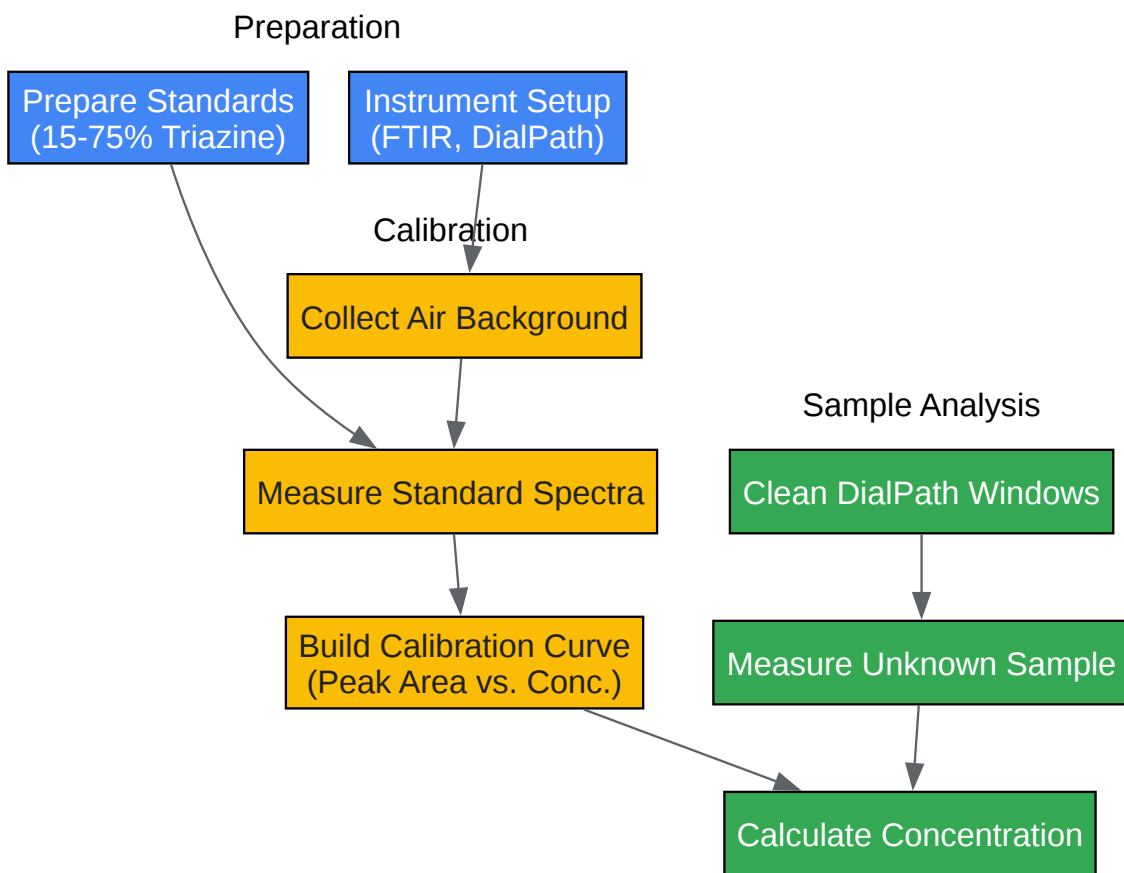 Preparation
Prepare Standards
(15-75% Triazine)
Instrument Setup
(FTIR, DialPath)
Calibration
Collect Air Background
Sample Analysis
Measure Standard Spectra
Clean DialPath Windows
Build Calibration Curve
(Peak Area vs. Conc.)
Measure Unknown Sample
Calculate Concentration